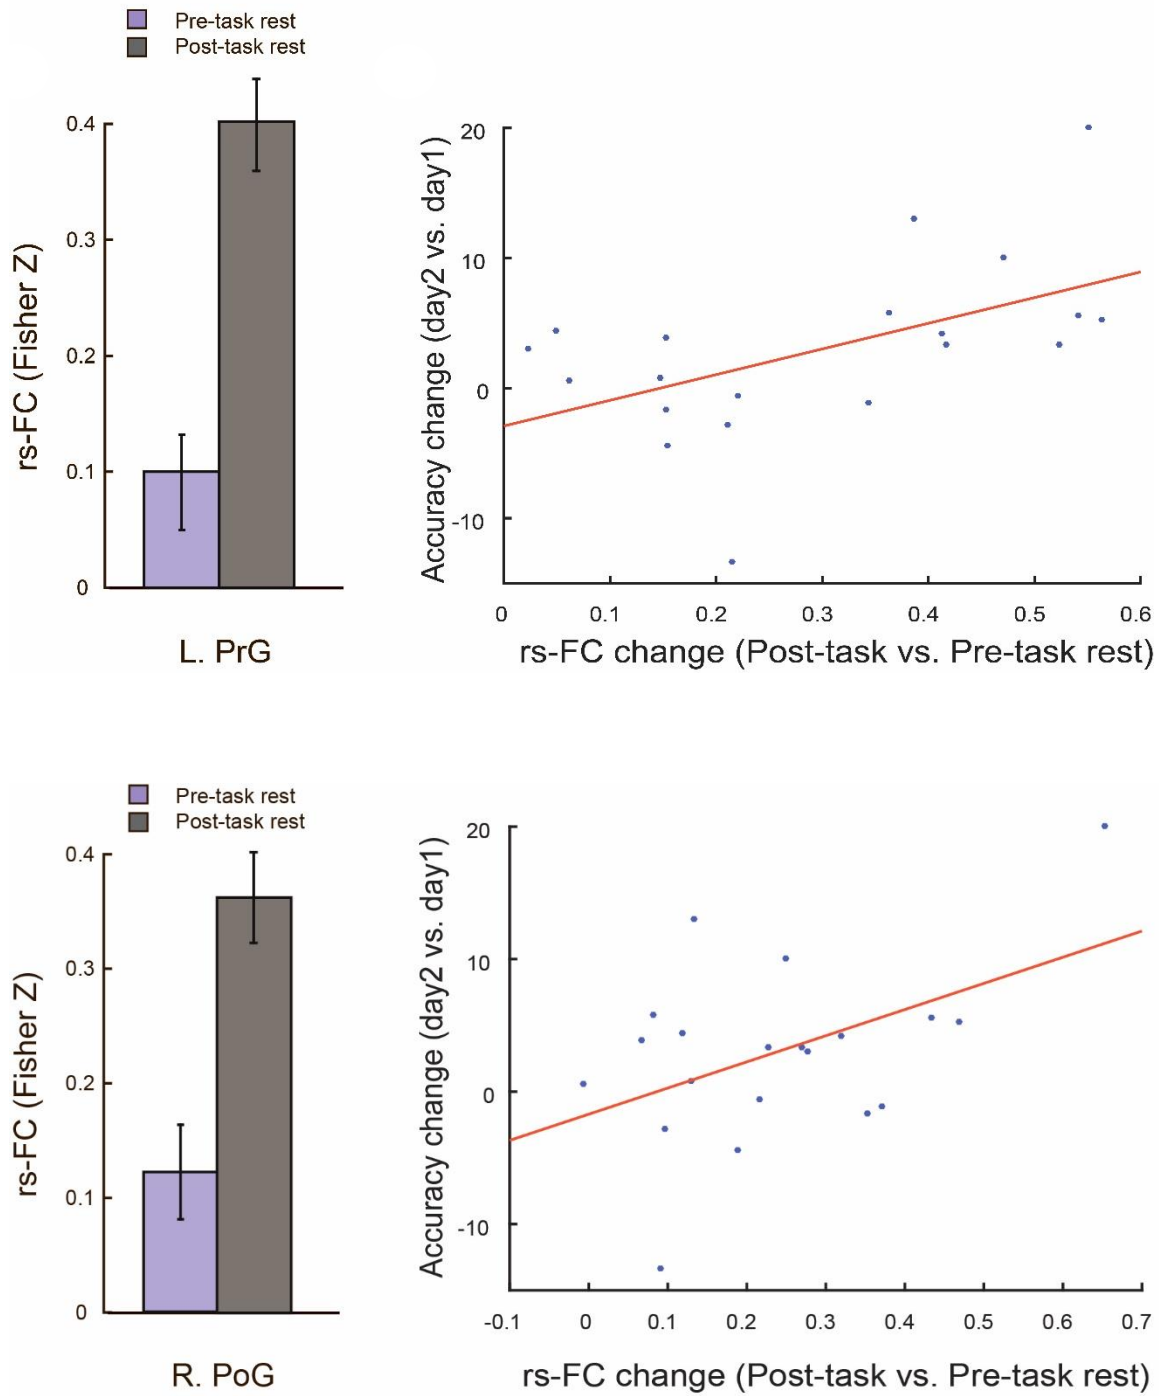 Pre-task rest
Post-task rest
0.4
0.3
0.2
0.1
0
rs-FC (Fisher Z)
L. PrG
20
10
0
-10
Accuracy change (day2 vs. day1)
0 0.1 0.2 0.3 0.4 0.5 0.6
rs-FC change (Post-task vs. Pre-task rest)
Pre-task rest
Post-task rest
0.4
0.3
0.2
0.1
0
rs-FC (Fisher Z)
R. PoG
20
10
0
-10
Accuracy change (day2 vs. day1)
-0.1 0 0.1 0.2 0.3 0.4 0.5 0.6 0.7
rs-FC change (Post-task vs. Pre-task rest)